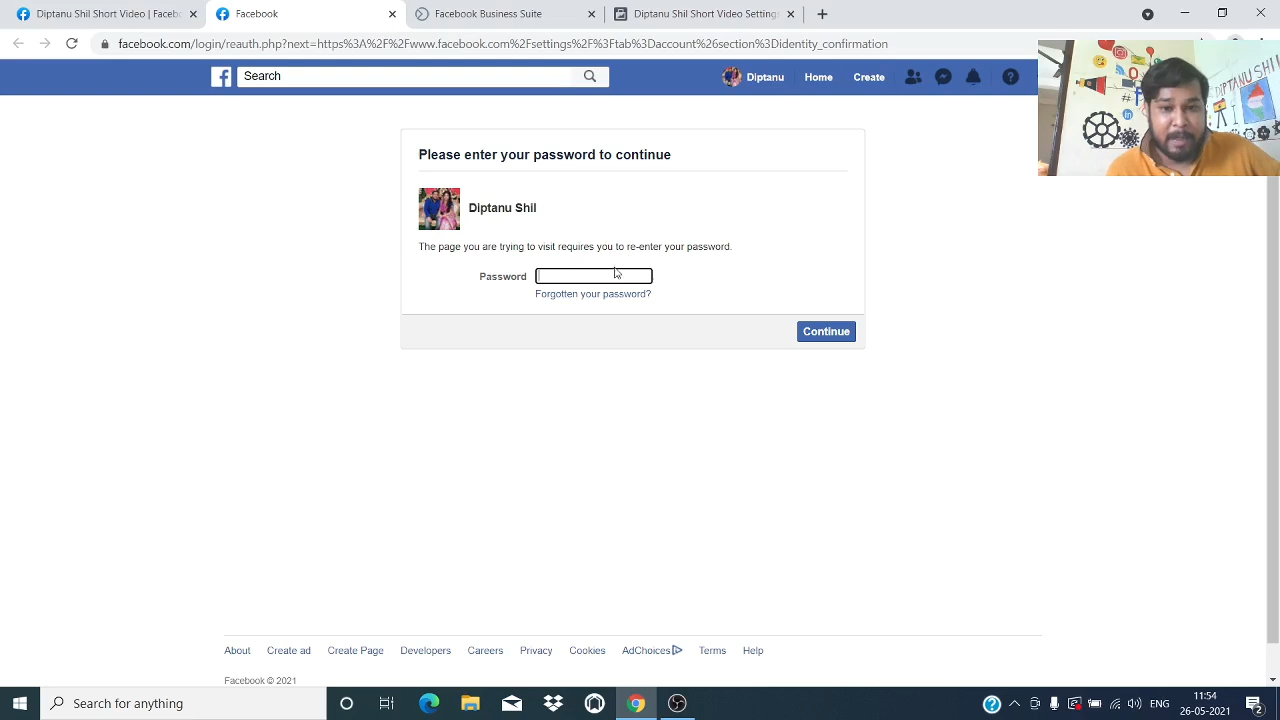 Diptanu Shil Short Video | Faceb
Facebook
Facebook Business Suite
Diptanu Shil Short Video Setting
facebook.com/login/reauth.php?next=https%3A%2F%2Fwww.facebook.com%2Fsettings%2F%3Ftab%3Daccount%26section%3Didentity_confirmation
Search
Diptanu
Home
Create
DIPTANU SHIL
Please enter your password to continue
Diptanu Shil
The page you are trying to visit requires you to re-enter your password.
Password
Forgotten your password?
Continue
About Create ad Create Page Developers Careers Privacy Cookies AdChoices Terms Help
Facebook © 2021
Search for anything
ENG
11:54
26-05-2021
2